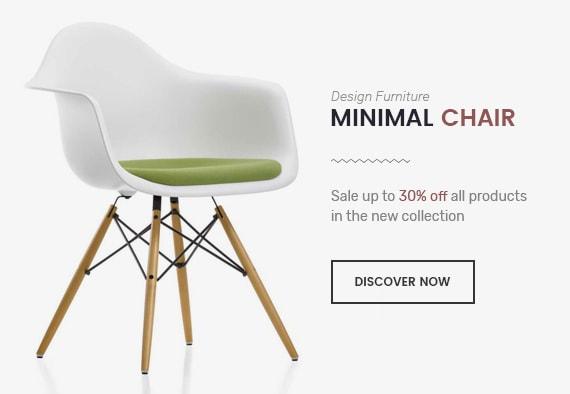 Design Furniture
MINIMAL CHAIR
Sale up to 30% off all products
in the new collection
DISCOVER NOW